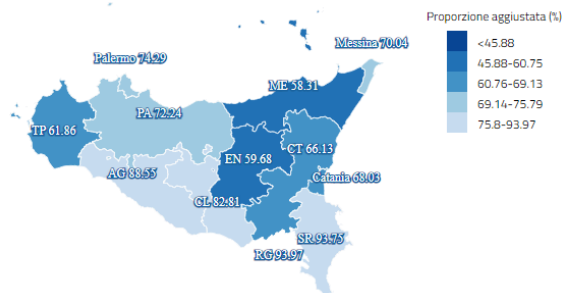 Proporzione aggiustata (%)
<45.88
45.88-60.75
60.76-69.13
69.14-75.79
75.8-93.97
Messina 70.04
Palermo 74.29
ME 58.31
PA 72.24
TP 61.86
CT 66.13
EN 59.68
AG 88.55
Catania 68.03
CL 82.81
SR 93.75
RG 93.97